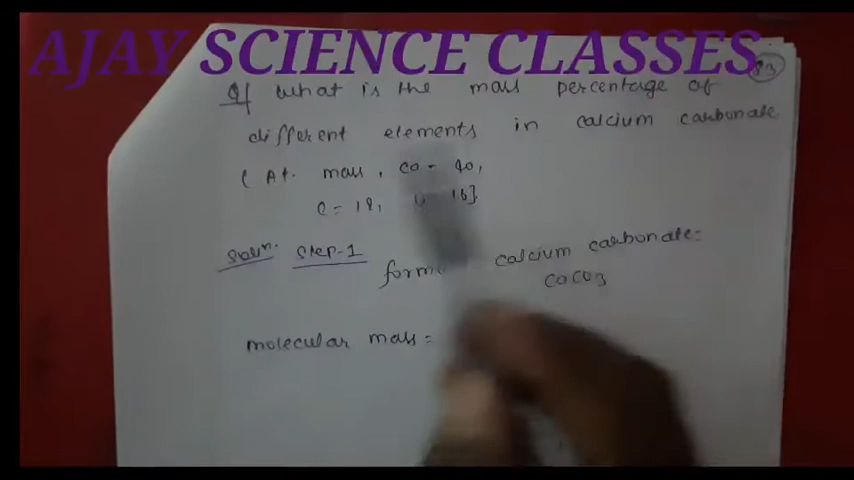 AJAY SCIENCE CLASSES
Q/ what is the mass percentage of
different elements in calcium carbonate
( At. mass, Ca - 40,
C = 12, 16]
Soln. Step-1
calcium carbonate:
CaCO3
molecular mass =